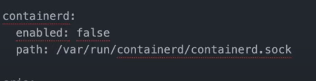 containerd:
  enabled: false
  path: /var/run/containerd/containerd.sock